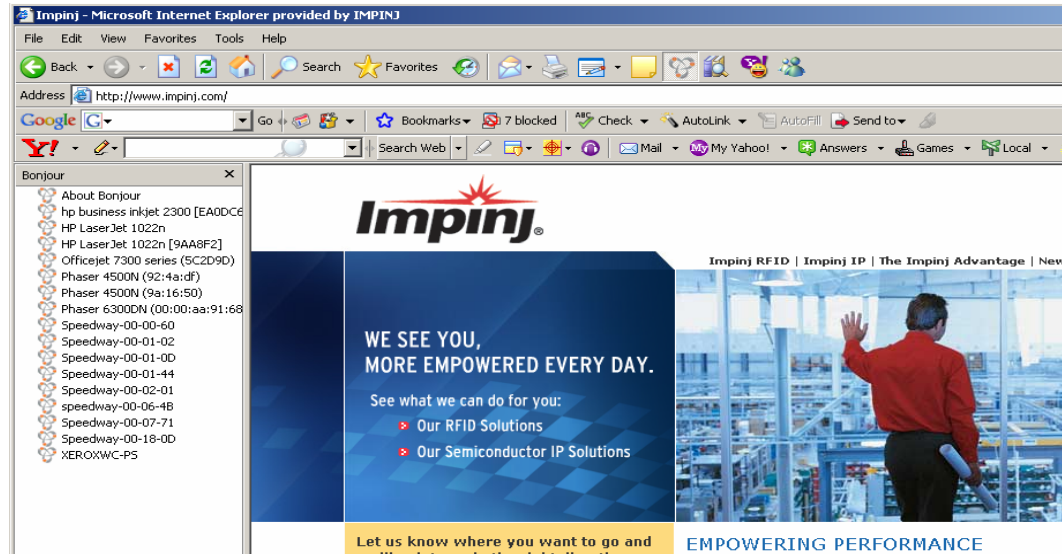 Impinj - Microsoft Internet Explorer provided by IMPINJ
File Edit View Favorites Tools Help
Back Search Favorites
Address http://www.impinj.com/
Google G Go Bookmarks 7 blocked ABC Check AutoLink AutoFill Send to
Y! Search Web Mail My My Yahoo! Answers Games Local
Bonjour
About Bonjour
hp business inkjet 2300 [EA0DC6
HP LaserJet 1022n
HP LaserJet 1022n [9AA8F2]
Officejet 7300 series (5C2D9D)
Phaser 4500N (92:4a:df)
Phaser 4500N (9a:16:50)
Phaser 6300DN (00:00:aa:91:68
Speedway-00-00-60
Speedway-00-01-02
Speedway-00-01-0D
Speedway-00-01-44
Speedway-00-02-01
speedway-00-06-4B
Speedway-00-07-71
Speedway-00-18-0D
XEROXWC-PS
Impinj®
Impinj RFID | Impinj IP | The Impinj Advantage | New
WE SEE YOU,
MORE EMPOWERED EVERY DAY.
See what we can do for you:
Our RFID Solutions
Our Semiconductor IP Solutions
Let us know where you want to go and
EMPOWERING PERFORMANCE